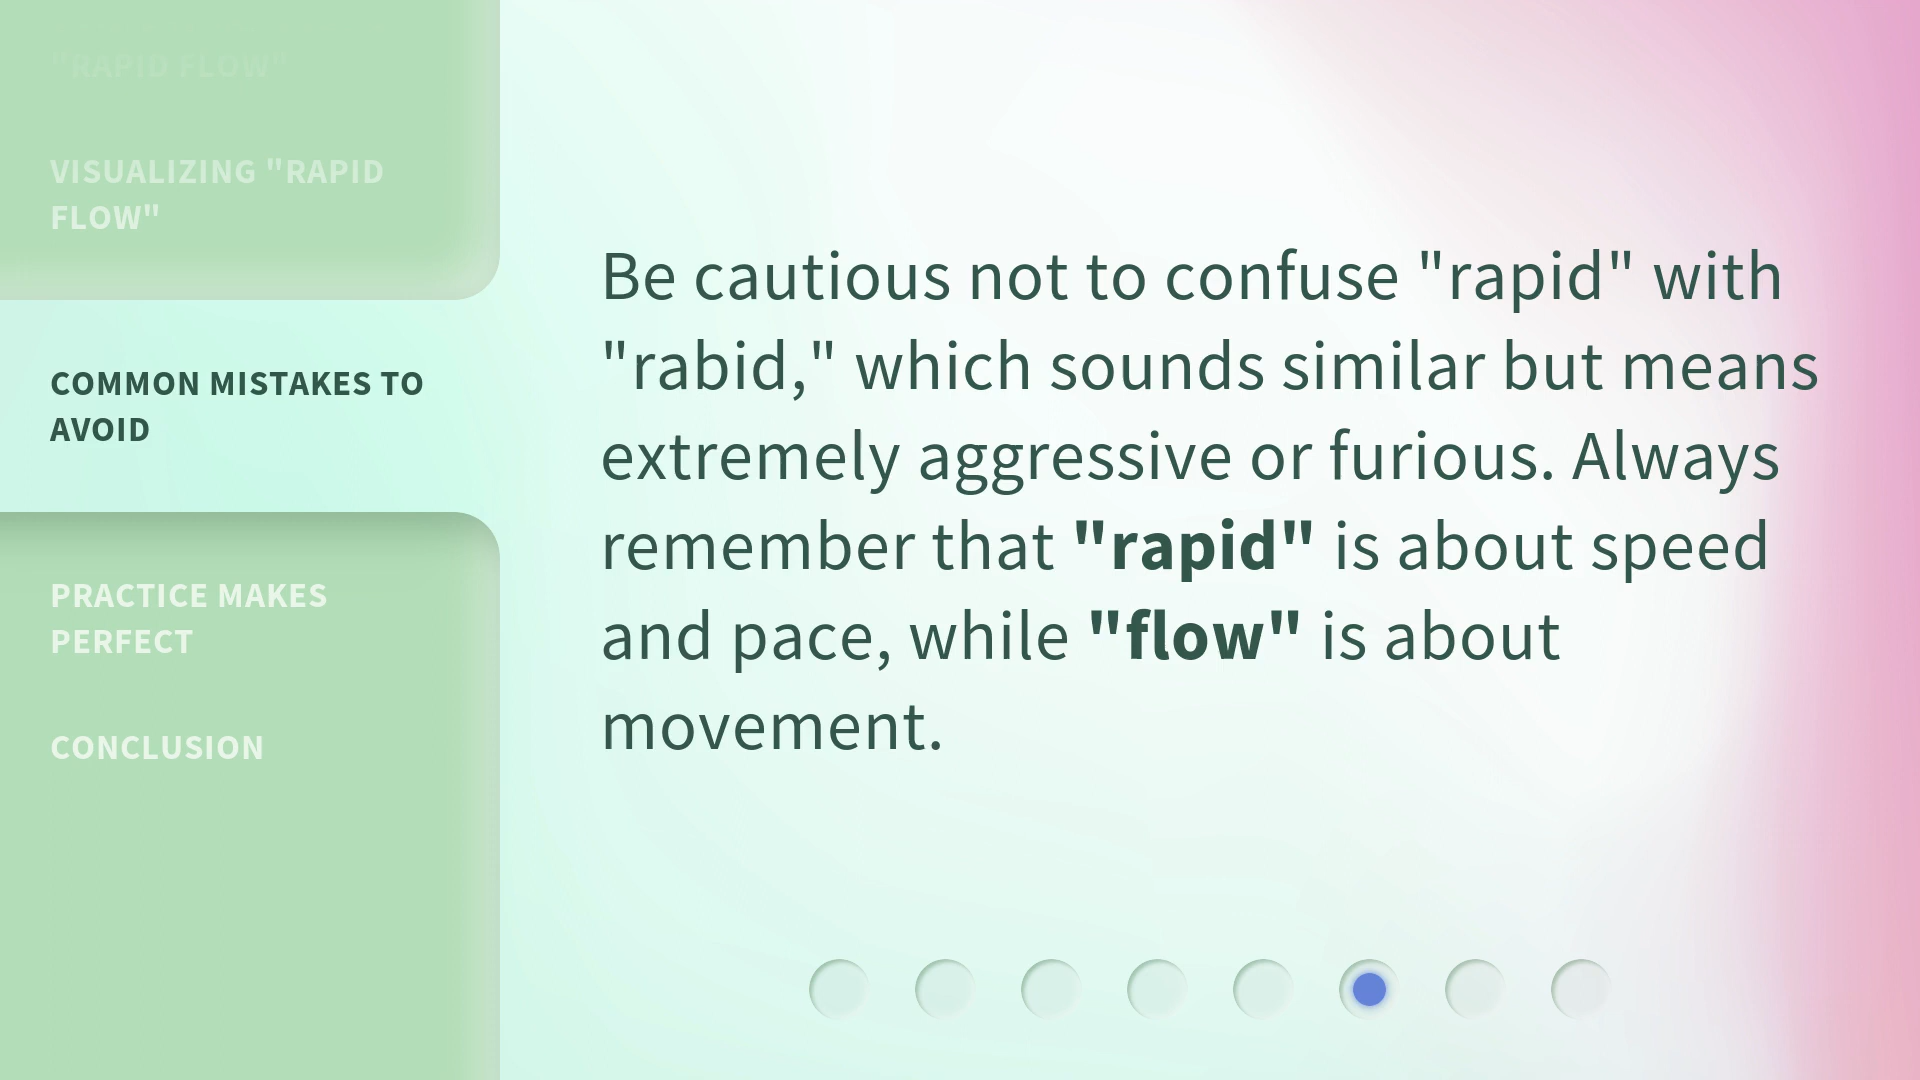 "RAPID FLOW"
VISUALIZING "RAPID
FLOW"
COMMON MISTAKES TO
AVOID
PRACTICE MAKES
PERFECT
CONCLUSION
Be cautious not to confuse "rapid" with
"rabid," which sounds similar but means
extremely aggressive or furious. Always
remember that "rapid" is about speed
and pace, while "flow" is about
movement.